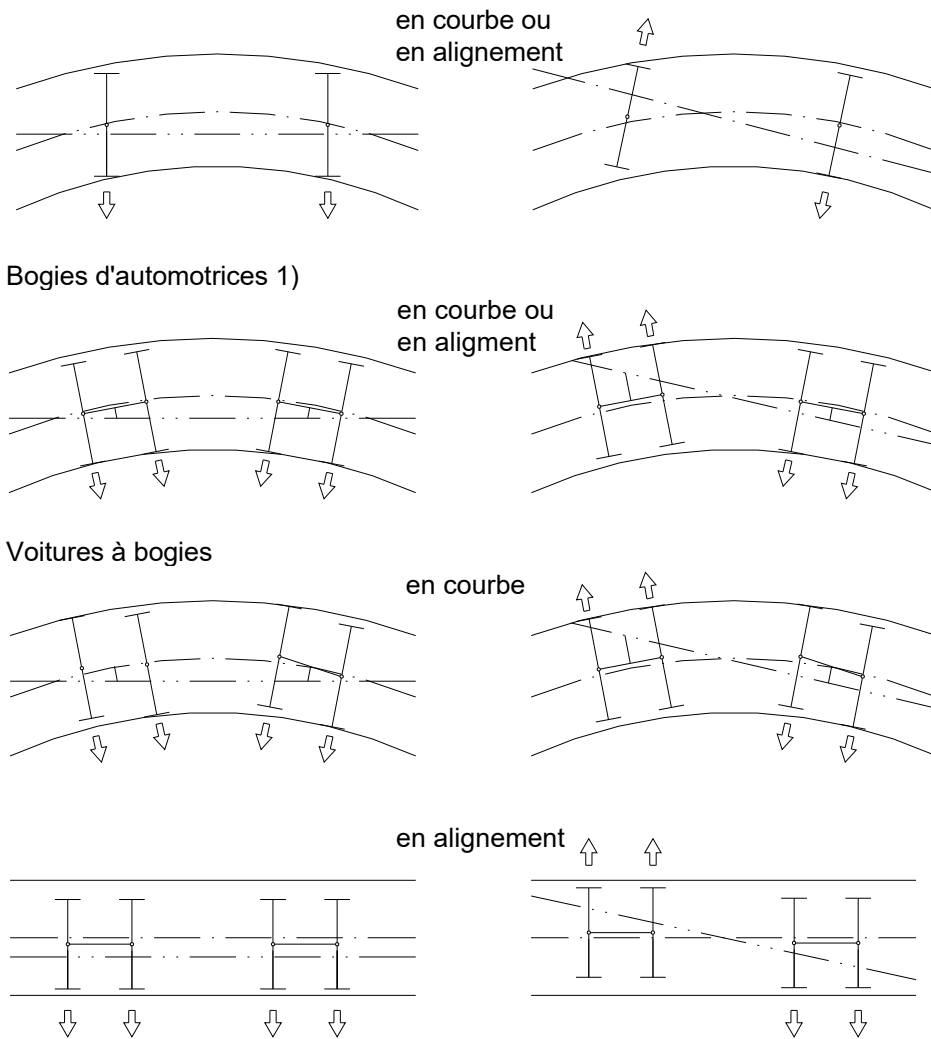 en courbe ou
en alignement
Bogies d'automotrices 1)
en courbe ou
en aligment
Voitures à bogies
en courbe
en alignement